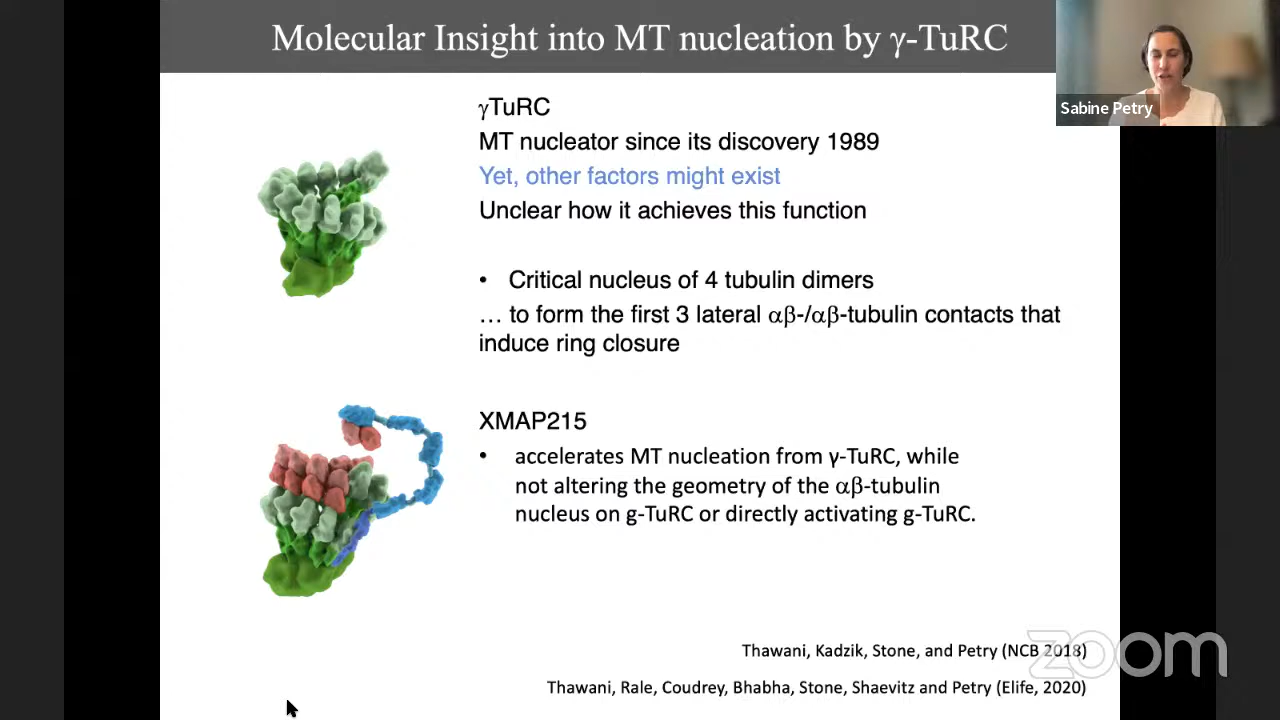 Molecular Insight into MT nucleation by γ-TuRC
Sabine Petry
γTuRC
MT nucleator since its discovery 1989
Yet, other factors might exist
Unclear how it achieves this function
• Critical nucleus of 4 tubulin dimers
… to form the first 3 lateral αβ-/αβ-tubulin contacts that
induce ring closure
XMAP215
• accelerates MT nucleation from γ-TuRC, while
not altering the geometry of the αβ-tubulin
nucleus on g-TuRC or directly activating g-TuRC.
Thawani, Kadzik, Stone, and Petry (NCB 2018)
zoom
Thawani, Rale, Coudrey, Bhabha, Stone, Shaevitz and Petry (Elife, 2020)